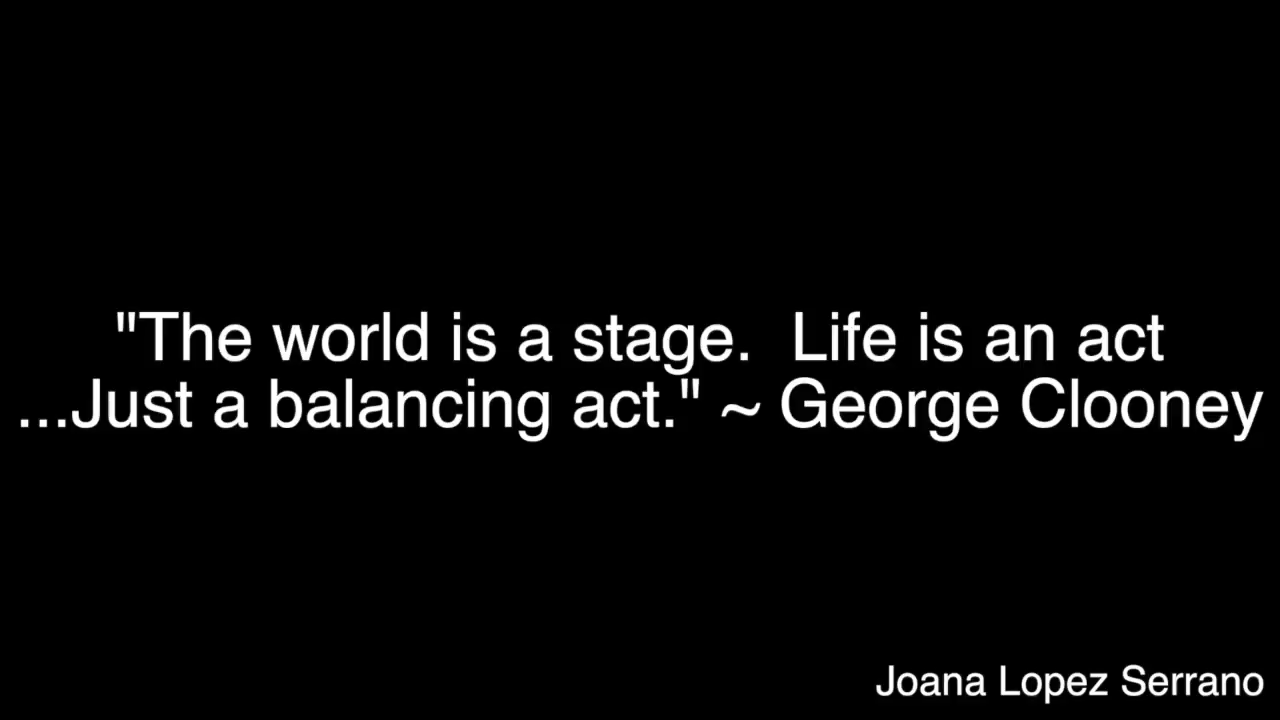 "The world is a stage.  Life is an act
...Just a balancing act." ~ George Clooney
Joana Lopez Serrano